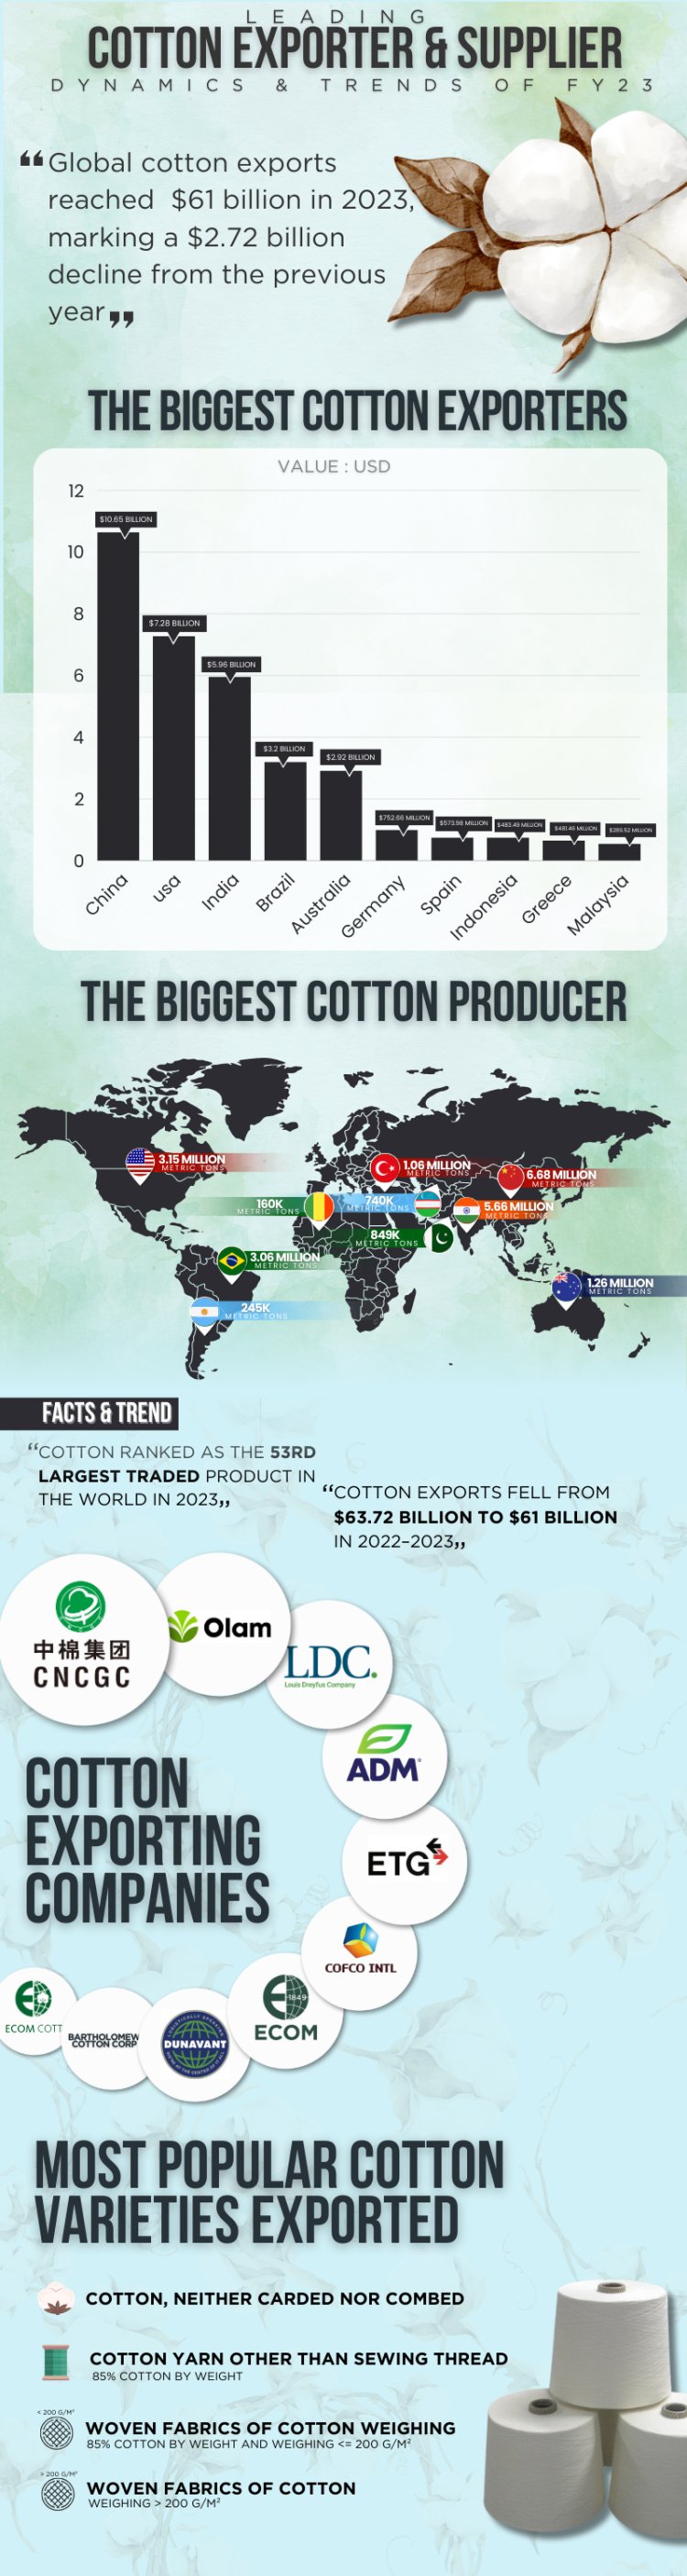 LEADING
COTTON EXPORTER & SUPPLIER
DYNAMICS & TRENDS OF FY23
“Global cotton exports
reached $61 billion in 2023,
marking a $2.72 billion
decline from the previous
year„
THE BIGGEST COTTON EXPORTERS
VALUE : USD
12
10
8
6
4
2
0
$10.65 BILLION
$7.28 BILLION
$5.96 BILLION
$3.2 BILLION
$2.92 BILLION
$752.66 MILLION
$573.98 MILLION
$483.49 MILLION
$481.46 MILLION
MILLION
China
usa
India
Brazil
Australia
Germany
Spain
Indonesia
Greece
Malaysia
THE BIGGEST COTTON PRODUCER
3.15 MILLION
METRIC TONS
1.06 MILLION
METRIC TONS
6.68 MILLION
METRIC TONS
160K
METRIC TONS
740K
METRIC TONS
5.66 MILLION
METRIC TONS
849K
METRIC TONS
3.06 MILLION
METRIC TONS
1.26 MILLION
METRIC TONS
245K
METRIC TONS
FACTS & TREND
“COTTON RANKED AS THE 53RD
LARGEST TRADED PRODUCT IN
THE WORLD IN 2023„
“COTTON EXPORTS FELL FROM
$63.72 BILLION TO $61 BILLION
IN 2022–2023„
中棉集团
CNCGC
Olam
LDC.
Louis Dreyfus Company
ADM
ETG
COFCO INTL
1849
ECOM
DUNAVANT
BARTHOLOMEW
COTTON CORP
ECOM COTT
COTTON
EXPORTING
COMPANIES
MOST POPULAR COTTON
VARIETIES EXPORTED
COTTON, NEITHER CARDED NOR COMBED
COTTON YARN OTHER THAN SEWING THREAD
85% COTTON BY WEIGHT
< 200 G/M²
WOVEN FABRICS OF COTTON WEIGHING
85% COTTON BY WEIGHT AND WEIGHING <= 200 G/M²
> 200 G/M²
WOVEN FABRICS OF COTTON
WEIGHING > 200 G/M²